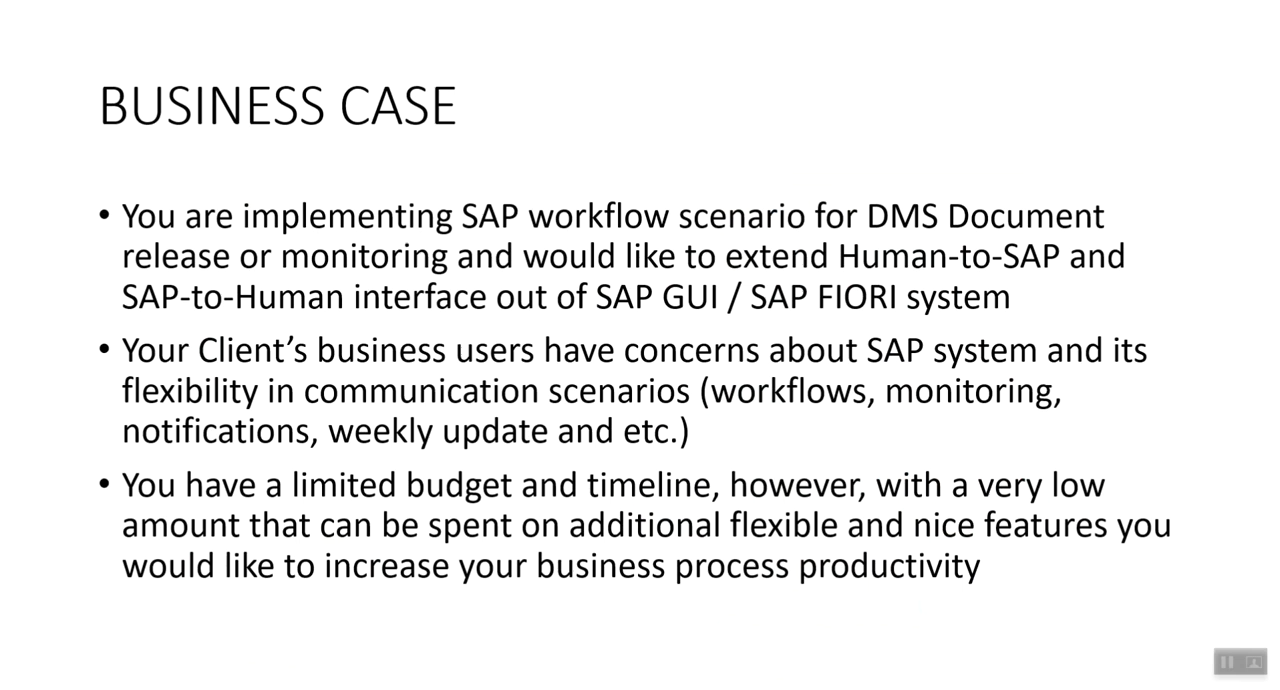 BUSINESS CASE
• You are implementing SAP workflow scenario for DMS Document
release or monitoring and would like to extend Human-to-SAP and
SAP-to-Human interface out of SAP GUI / SAP FIORI system
• Your Client’s business users have concerns about SAP system and its
flexibility in communication scenarios (workflows, monitoring,
notifications, weekly update and etc.)
• You have a limited budget and timeline, however, with a very low
amount that can be spent on additional flexible and nice features you
would like to increase your business process productivity